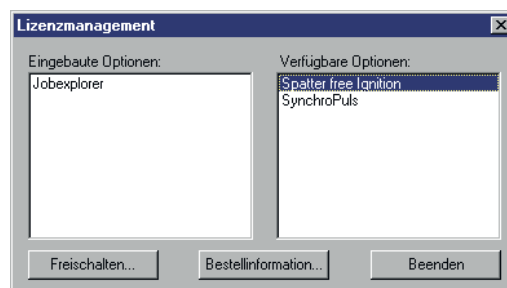 Lizenzmanagement
Eingebaute Optionen:
Verfügbare Optionen:
Jobexplorer
Spatter free Ignition
SynchroPuls
Freischalten...
Bestellinformation...
Beenden